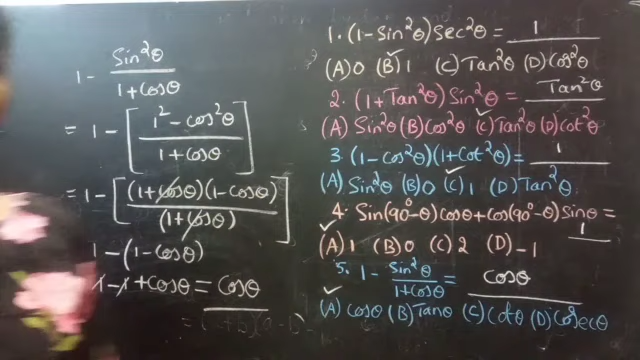 1 - Sin²θ / 1 + cosθ
= 1 - [ 1² - cos²θ / 1 + cosθ ]
= 1 - [ (1+cosθ)(1-cosθ) / (1+cosθ) ]
1 - (1 - cosθ)
1 - 1 + cosθ = cosθ
1. (1-Sin²θ) Sec²θ = 1
(A) 0 (B) 1 (C) Tan²θ (D) cos²θ
2. (1+Tan²θ) Sin²θ = Tan²θ
(A) Sin²θ (B) Cos²θ (C) Tan²θ (D) cot²θ
3. (1-cos²θ)(1+cot²θ) = 1
(A) Sin²θ (B) 0 (C) 1 (D) Tan²θ
4. Sin(90°-θ) cosθ + cos(90°-θ) Sinθ = 1
(A) 1 (B) 0 (C) 2 (D) -1
5. 1 - Sin²θ / 1+cosθ = cosθ
(A) cosθ (B) Tanθ (C) cotθ (D) Cosecθ